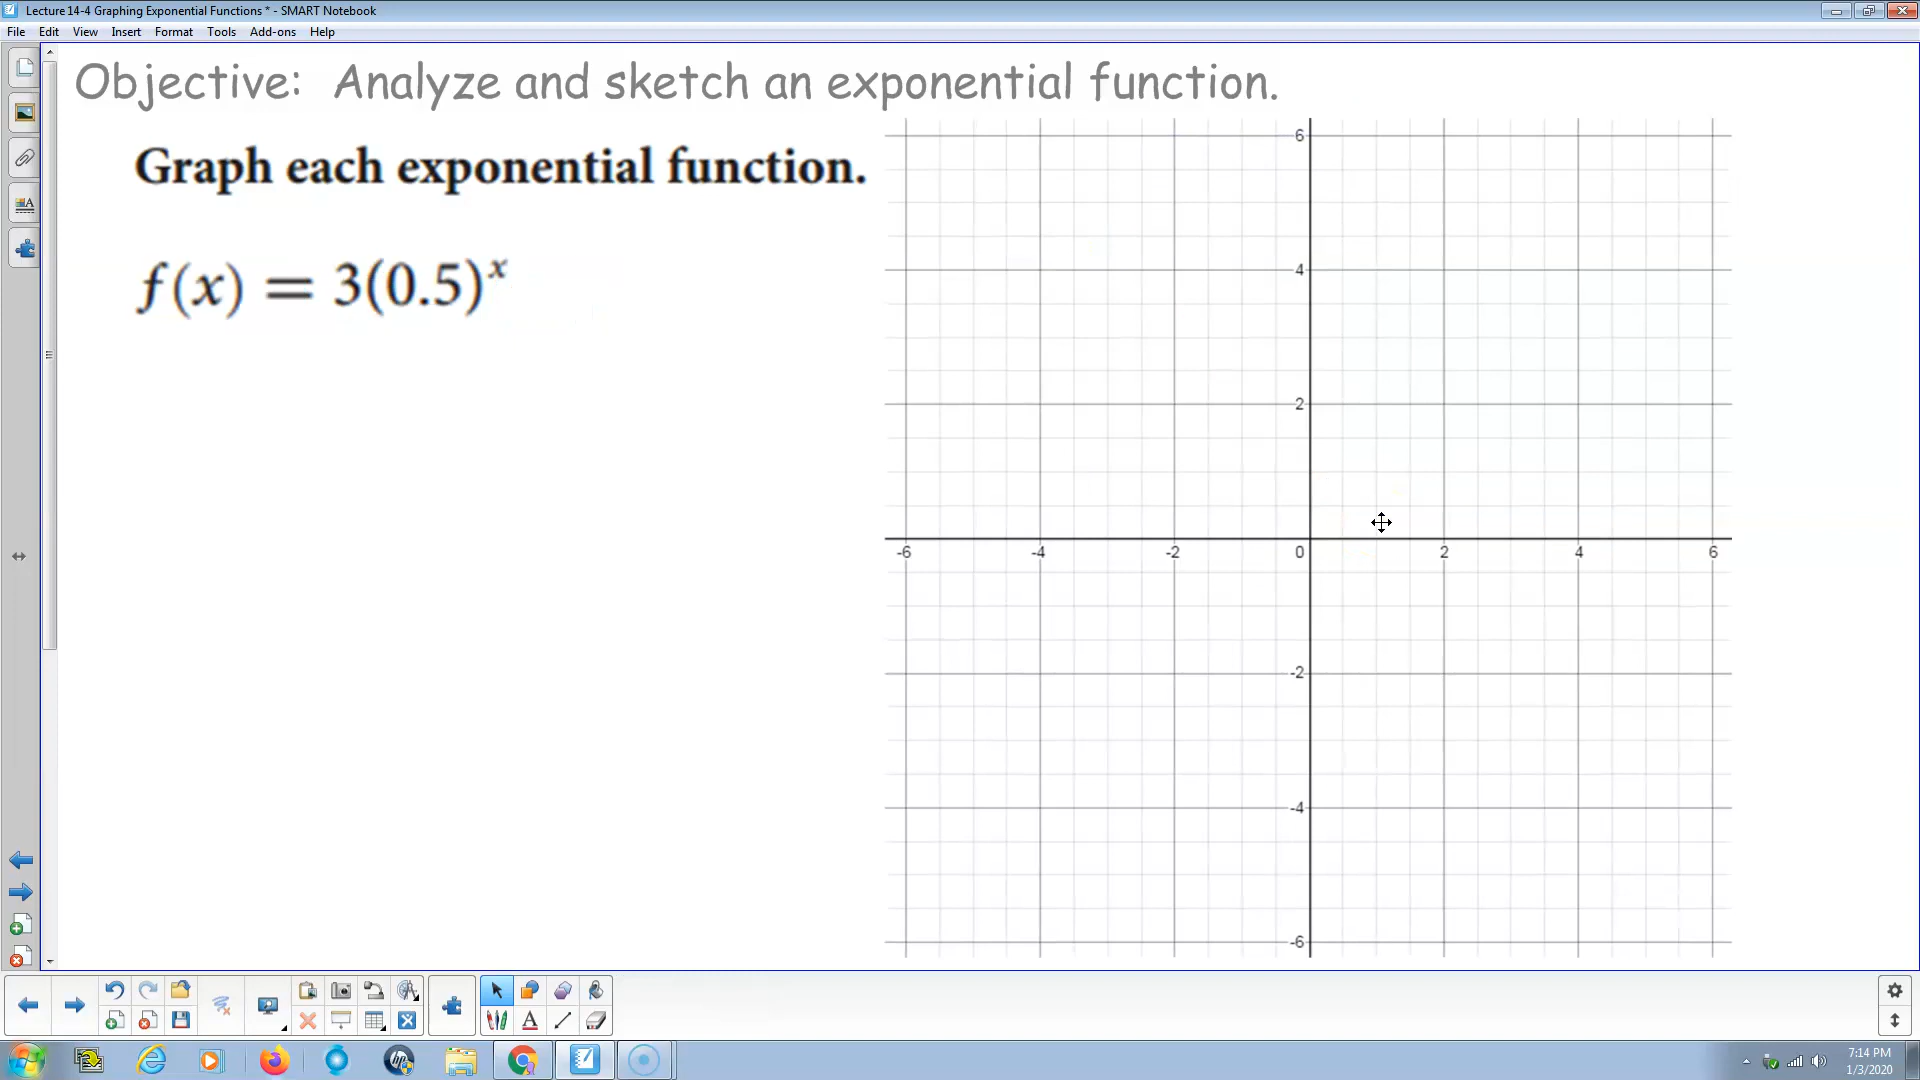 Lecture 14-4 Graphing Exponential Functions * - SMART Notebook
File Edit View Insert Format Tools Add-ons Help
Objective: Analyze and sketch an exponential function.
Graph each exponential function.
f(x) = 3(0.5)^x
6
4
2
-6 -4 -2 0 2 4 6
-2
-4
-6
7:14 PM
1/3/2020